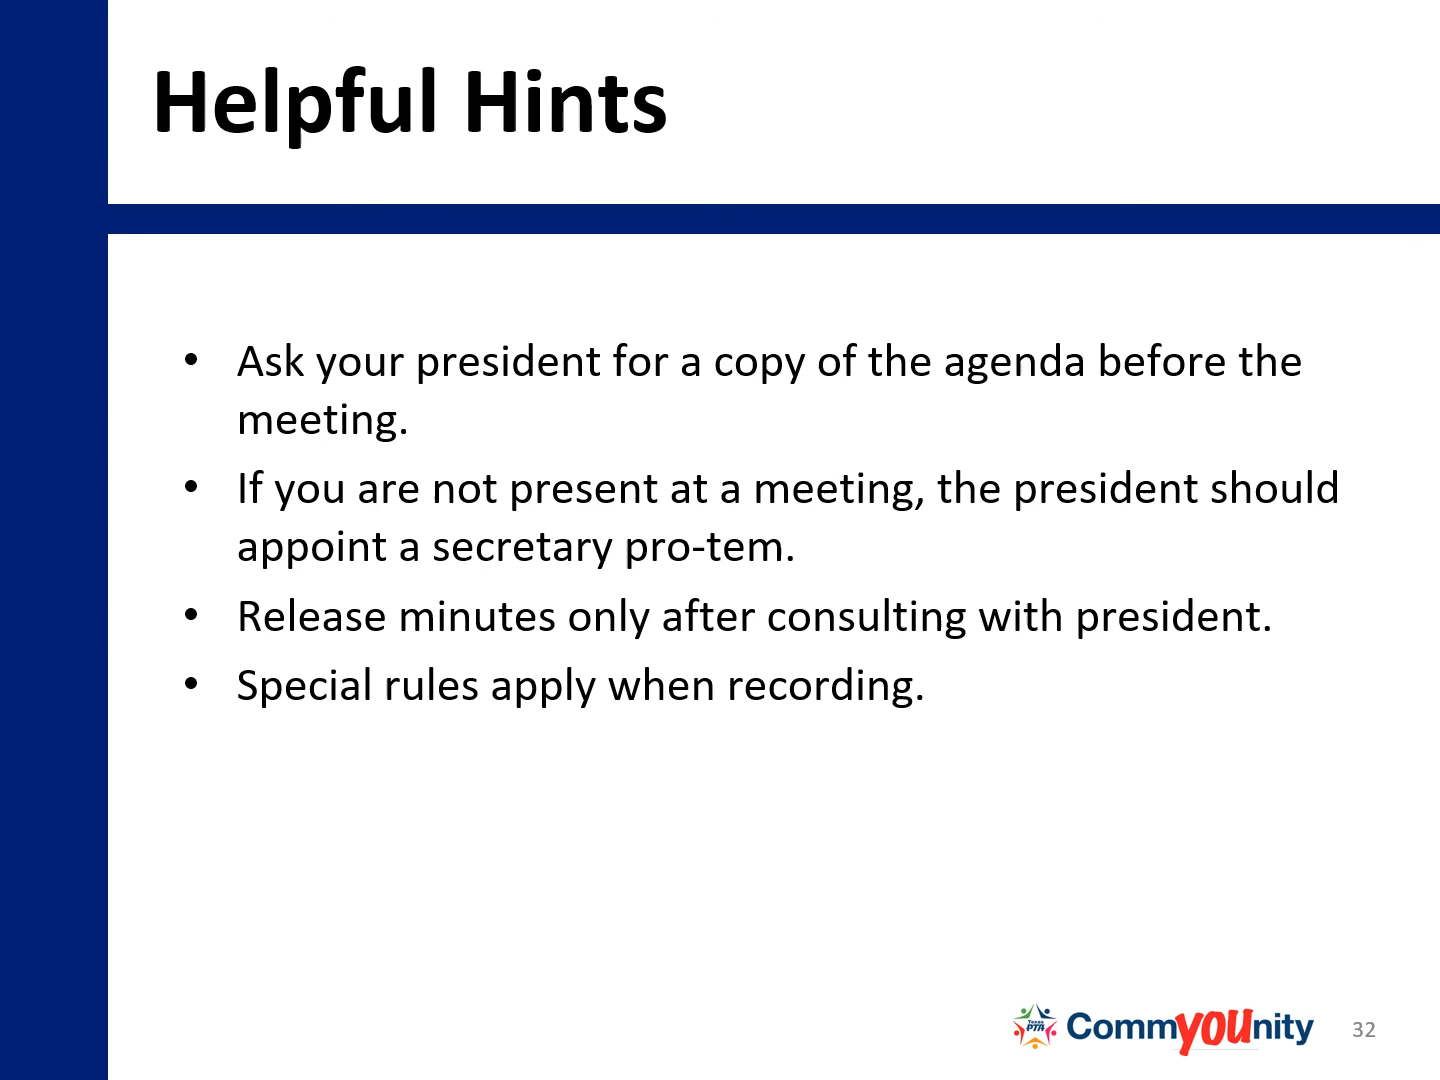 Helpful Hints
• Ask your president for a copy of the agenda before the
meeting.
• If you are not present at a meeting, the president should
appoint a secretary pro-tem.
• Release minutes only after consulting with president.
• Special rules apply when recording.
Texas
PTA
CommYOUnity
32